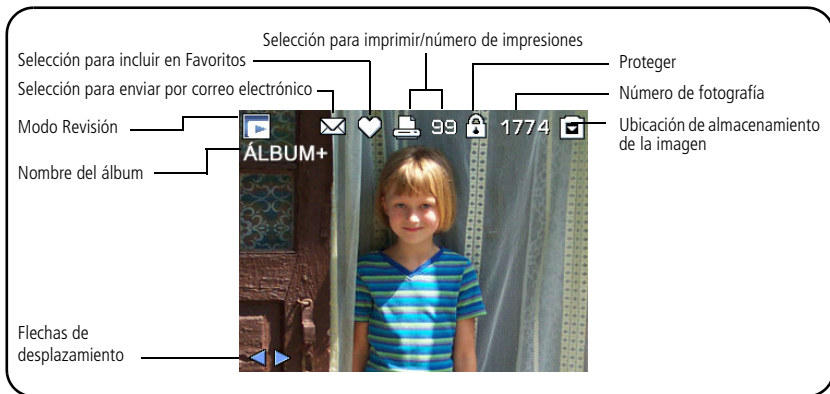 Selección para imprimir/número de impresiones
Selección para incluir en Favoritos
Proteger
Selección para enviar por correo electrónico
Número de fotografía
Modo Revisión
99
1774
Ubicación de almacenamiento
de la imagen
ÁLBUM+
Nombre del álbum
Flechas de
desplazamiento